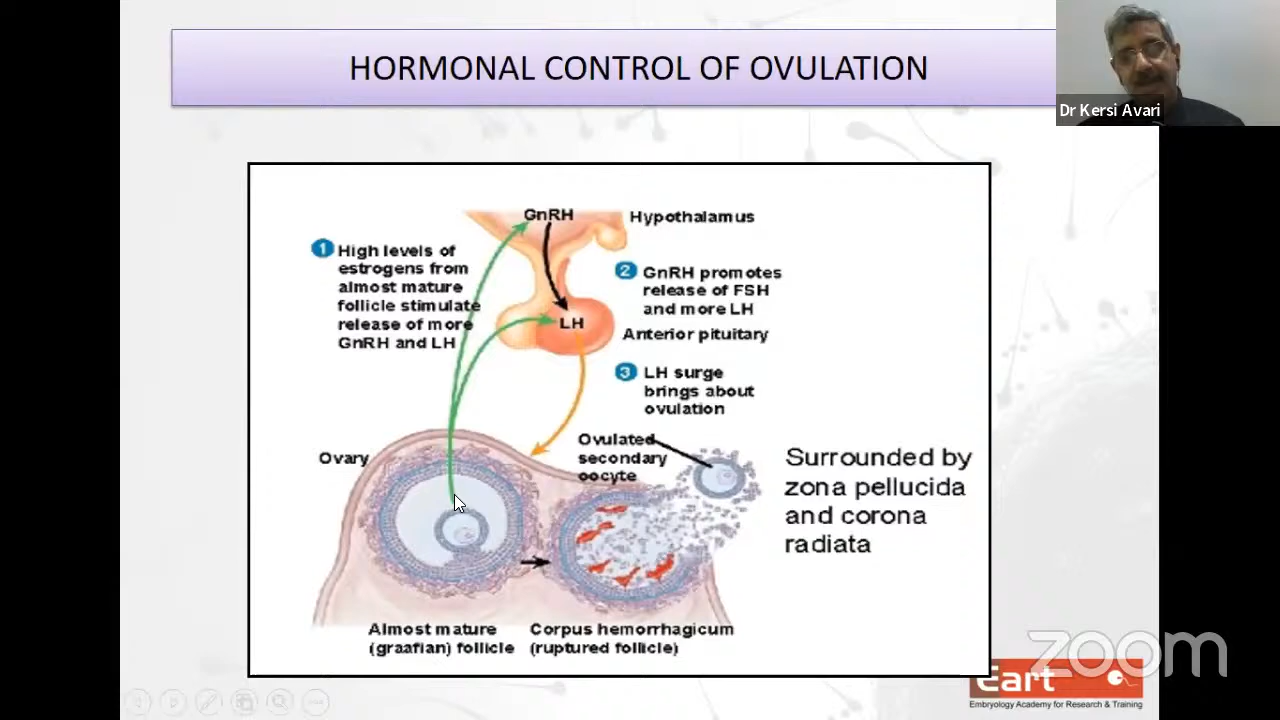 HORMONAL CONTROL OF OVULATION
Dr Kersi Avari
GnRH
Hypothalamus
1 High levels of
estrogens from
almost mature
follicle stimulate
release of more
GnRH and LH
2 GnRH promotes
release of FSH
and more LH
LH
Anterior pituitary
3 LH surge
brings about
ovulation
Ovary
Ovulated
secondary
oocyte
Surrounded by
zona pellucida
and corona
radiata
Almost mature
(graafian) follicle
Corpus hemorrhagicum
(ruptured follicle)
zoom
Eart
Embryology Academy for Research & Training